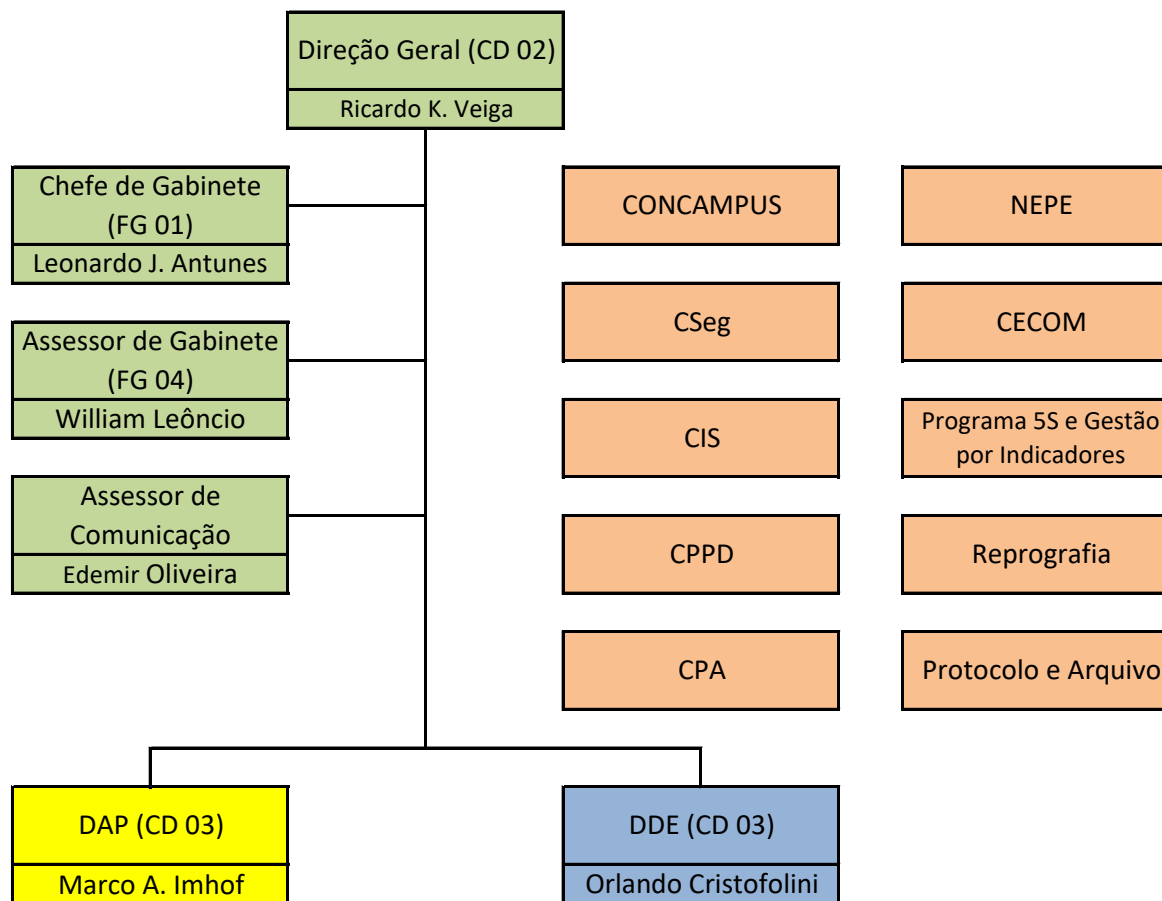 Direção Geral (CD 02)
Ricardo K. Veiga
Chefe de Gabinete
(FG 01)
Leonardo J. Antunes
CONCAMPUS
NEPE
Assessor de Gabinete
(FG 04)
William Leôncio
CSeg
CECOM
CIS
Programa 5S e Gestão
por Indicadores
Assessor de
Comunicação
Edemir Oliveira
CPPD
Reprografia
CPA
Protocolo e Arquivo
DAP (CD 03)
Marco A. Imhof
DDE (CD 03)
Orlando Cristofolini